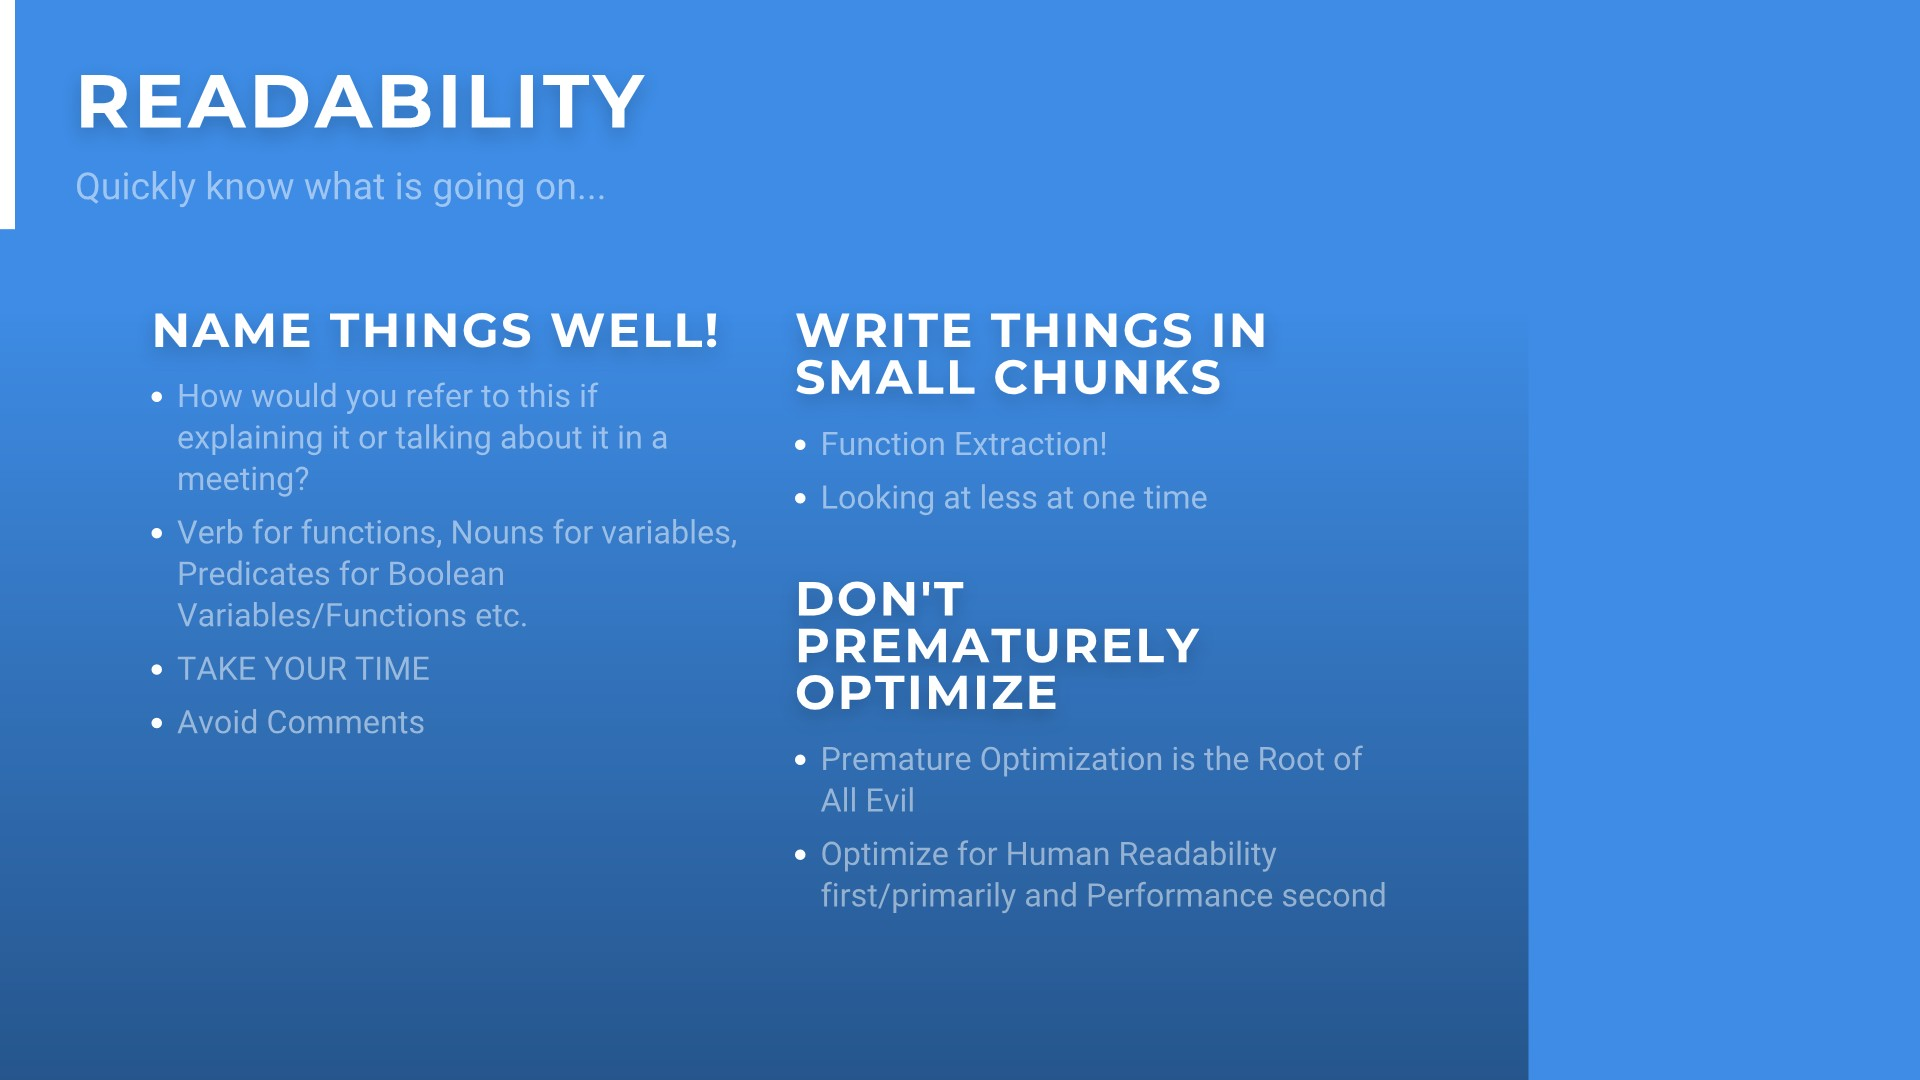 READABILITY
Quickly know what is going on...
NAME THINGS WELL!
How would you refer to this if
explaining it or talking about it in a
meeting?
Verb for functions, Nouns for variables,
Predicates for Boolean
Variables/Functions etc.
TAKE YOUR TIME
Avoid Comments
WRITE THINGS IN
SMALL CHUNKS
Function Extraction!
Looking at less at one time
DON'T
PREMATURELY
OPTIMIZE
Premature Optimization is the Root of
All Evil
Optimize for Human Readability
first/primarily and Performance second